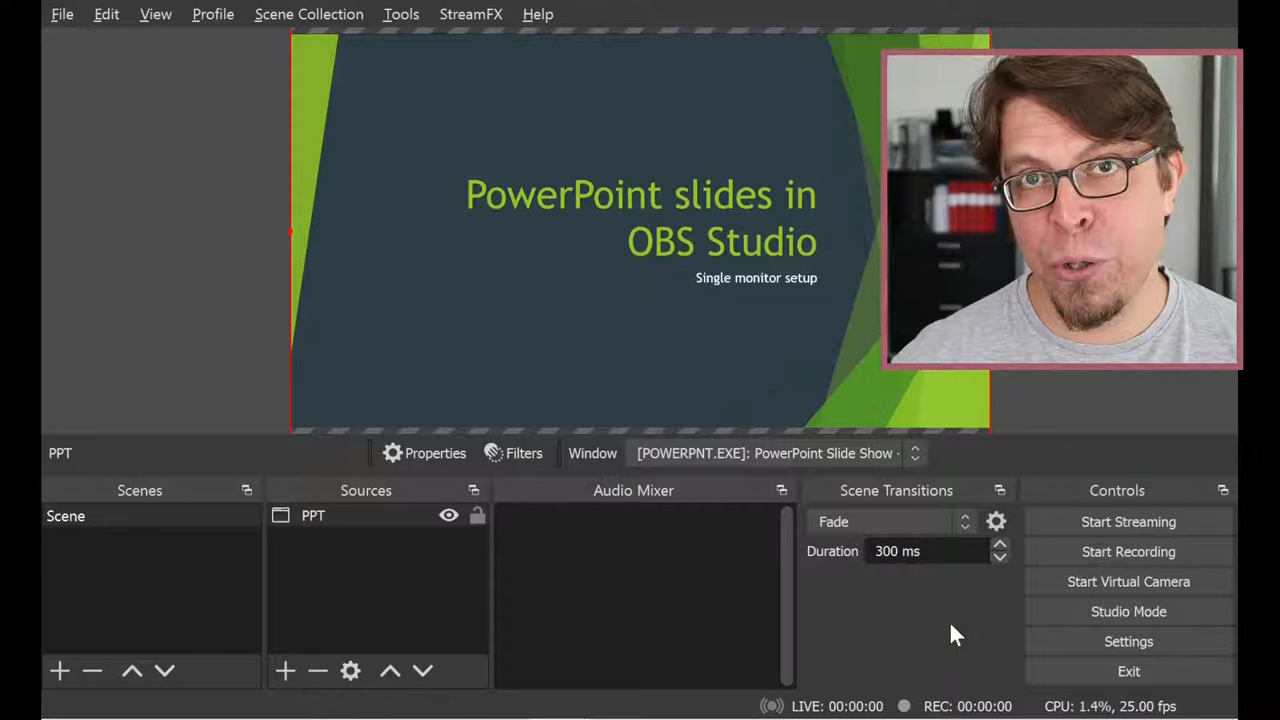 File Edit View Profile Scene Collection Tools StreamFX Help
PowerPoint slides in
OBS Studio
Single monitor setup
PPT Properties Filters Window [POWERPNT.EXE]: PowerPoint Slide Show -
Scenes Sources Audio Mixer Scene Transitions Controls
Scene PPT Fade Start Streaming
Duration 300 ms Start Recording
Start Virtual Camera
Studio Mode
Settings
Exit
LIVE: 00:00:00 REC: 00:00:00 CPU: 1.4%, 25.00 fps